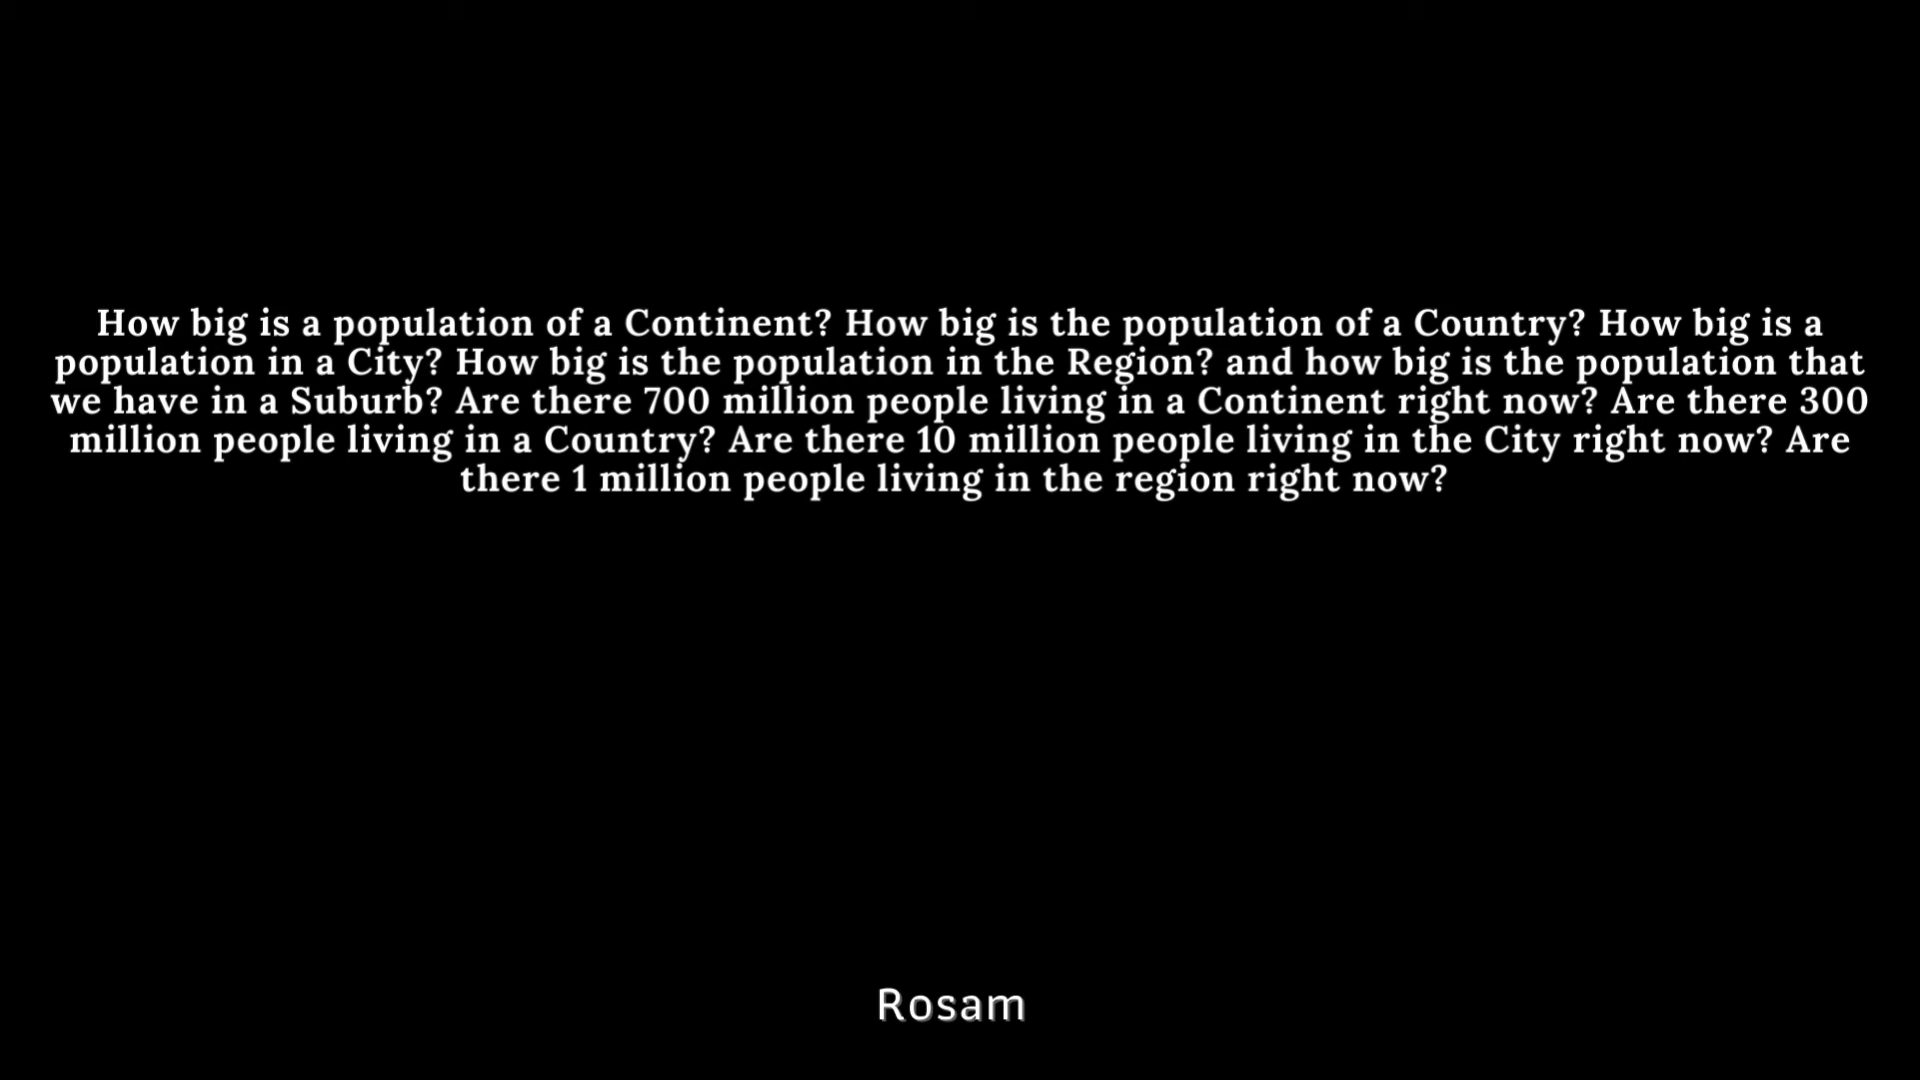 How big is a population of a Continent? How big is the population of a Country? How big is a
population in a City? How big is the population in the Region? and how big is the population that
we have in a Suburb? Are there 700 million people living in a Continent right now? Are there 300
million people living in a Country? Are there 10 million people living in the City right now? Are
there 1 million people living in the region right now?
Rosam